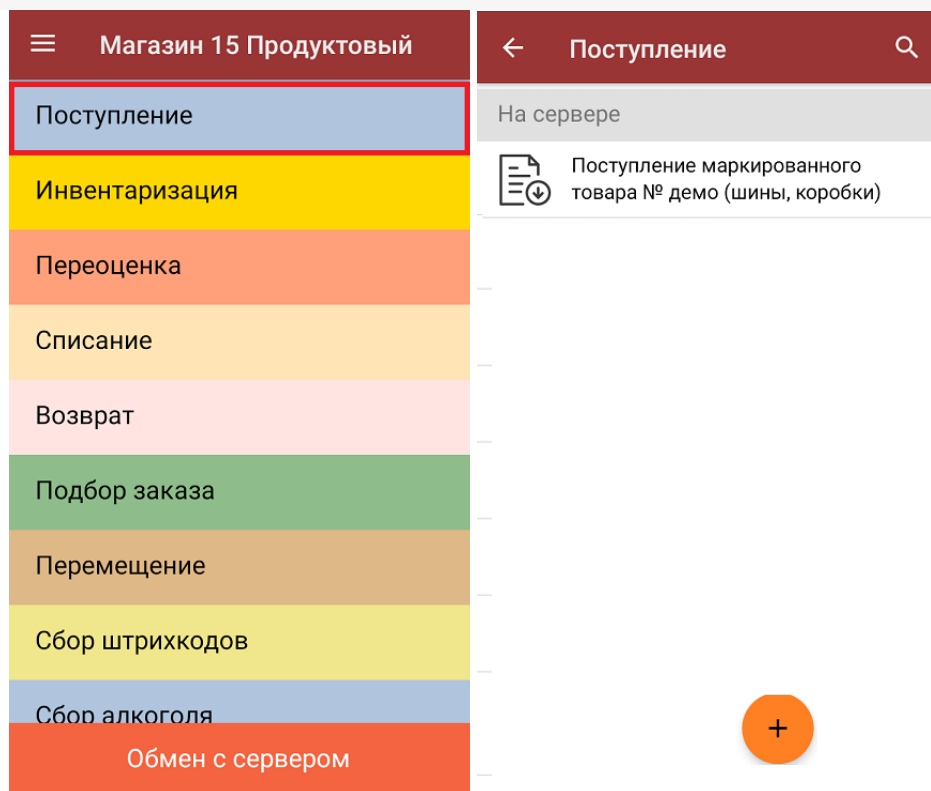 Магазин 15 Продуктовый
Поступление
Инвентаризация
Переоценка
Списание
Возврат
Подбор заказа
Перемещение
Сбор штрихкодов
Сбор алкоголя
Обмен с сервером
Поступление
На сервере
Поступление маркированного
товара № демо (шины, коробки)
+